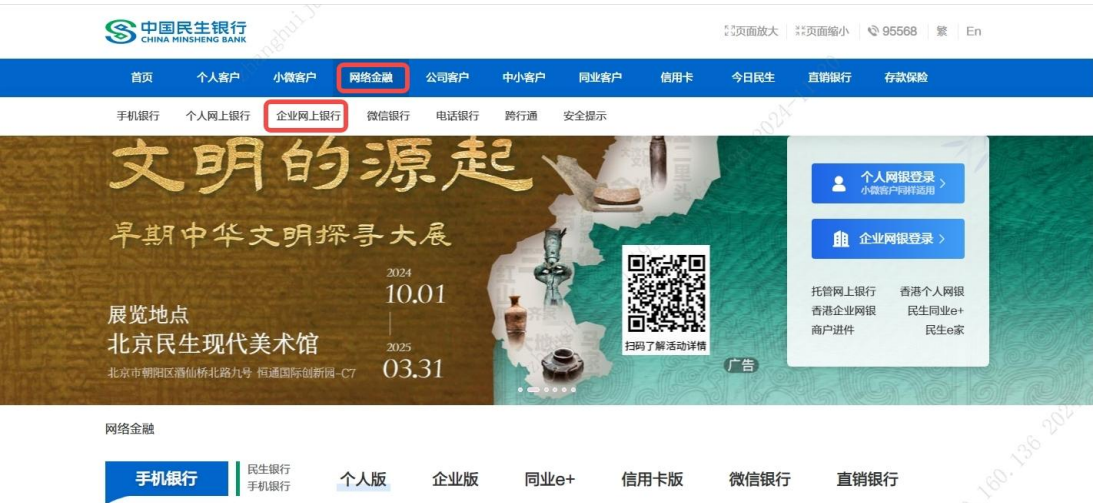 中国民生银行
CHINA MINSHENG BANK
页面放大 页面缩小 95568 繁 En
首页 个人客户 小微客户 网络金融 公司客户 中小客户 同业客户 信用卡 今日民生 直销银行 存款保险
手机银行 个人网上银行 企业网上银行 微信银行 电话银行 跨行通 安全提示
文明的源起
早期中华文明探寻大展
2024
10.01
展览地点
北京民生现代美术馆
2025
03.31
北京市朝阳区酒仙桥北路九号 恒通国际创新园-C7
扫码了解活动详情
广告
个人网银登录
小微客户同样适用
企业网银登录
托管网上银行 香港个人网银
香港企业网银 民生同业e+
商户进件 民生e家
网络金融
手机银行
民生银行
手机银行
个人版 企业版 同业e+ 信用卡版 微信银行 直销银行